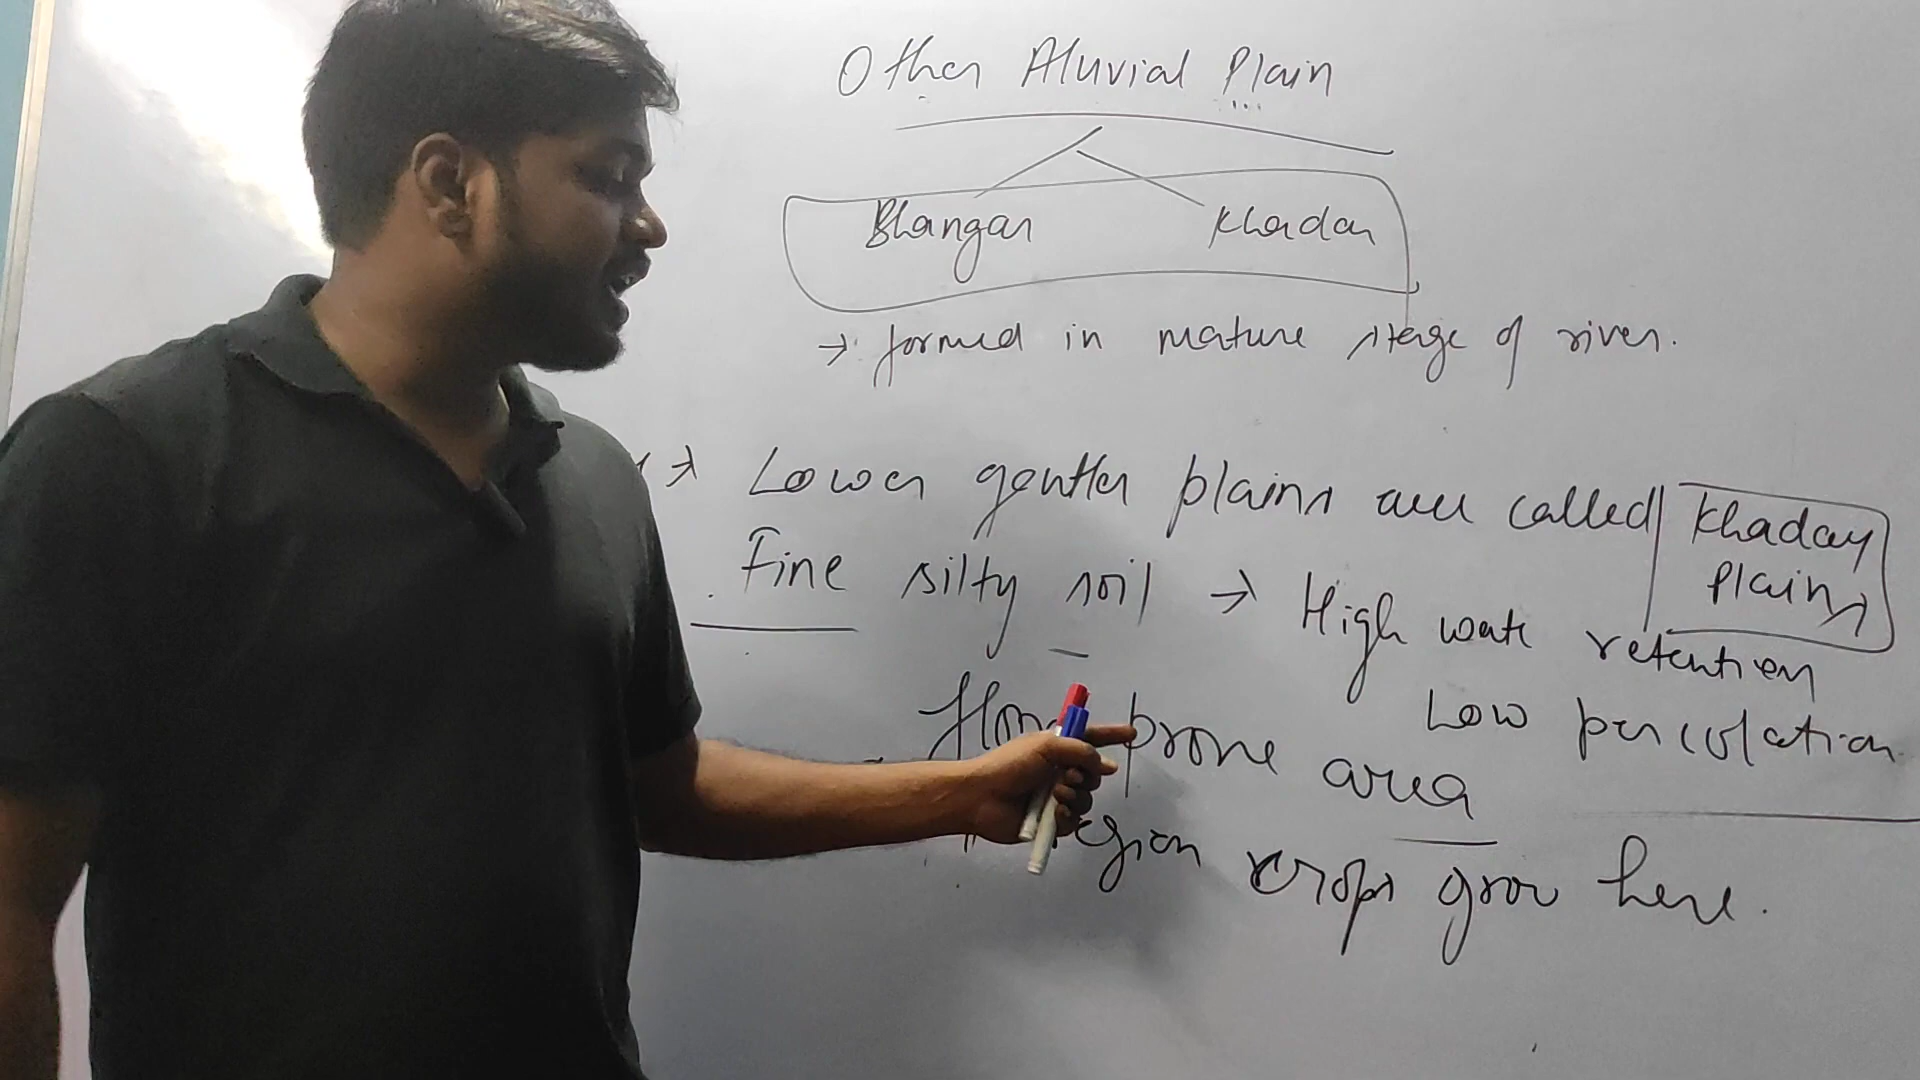 Other Aluvial Plain
Bhangar Khadar
→ formed in mature stage of river.
→ Lower gentler plains are called Khadar
Plains
Fine silty soil → High wate retention
Low percolation
prone area
crops grow here.